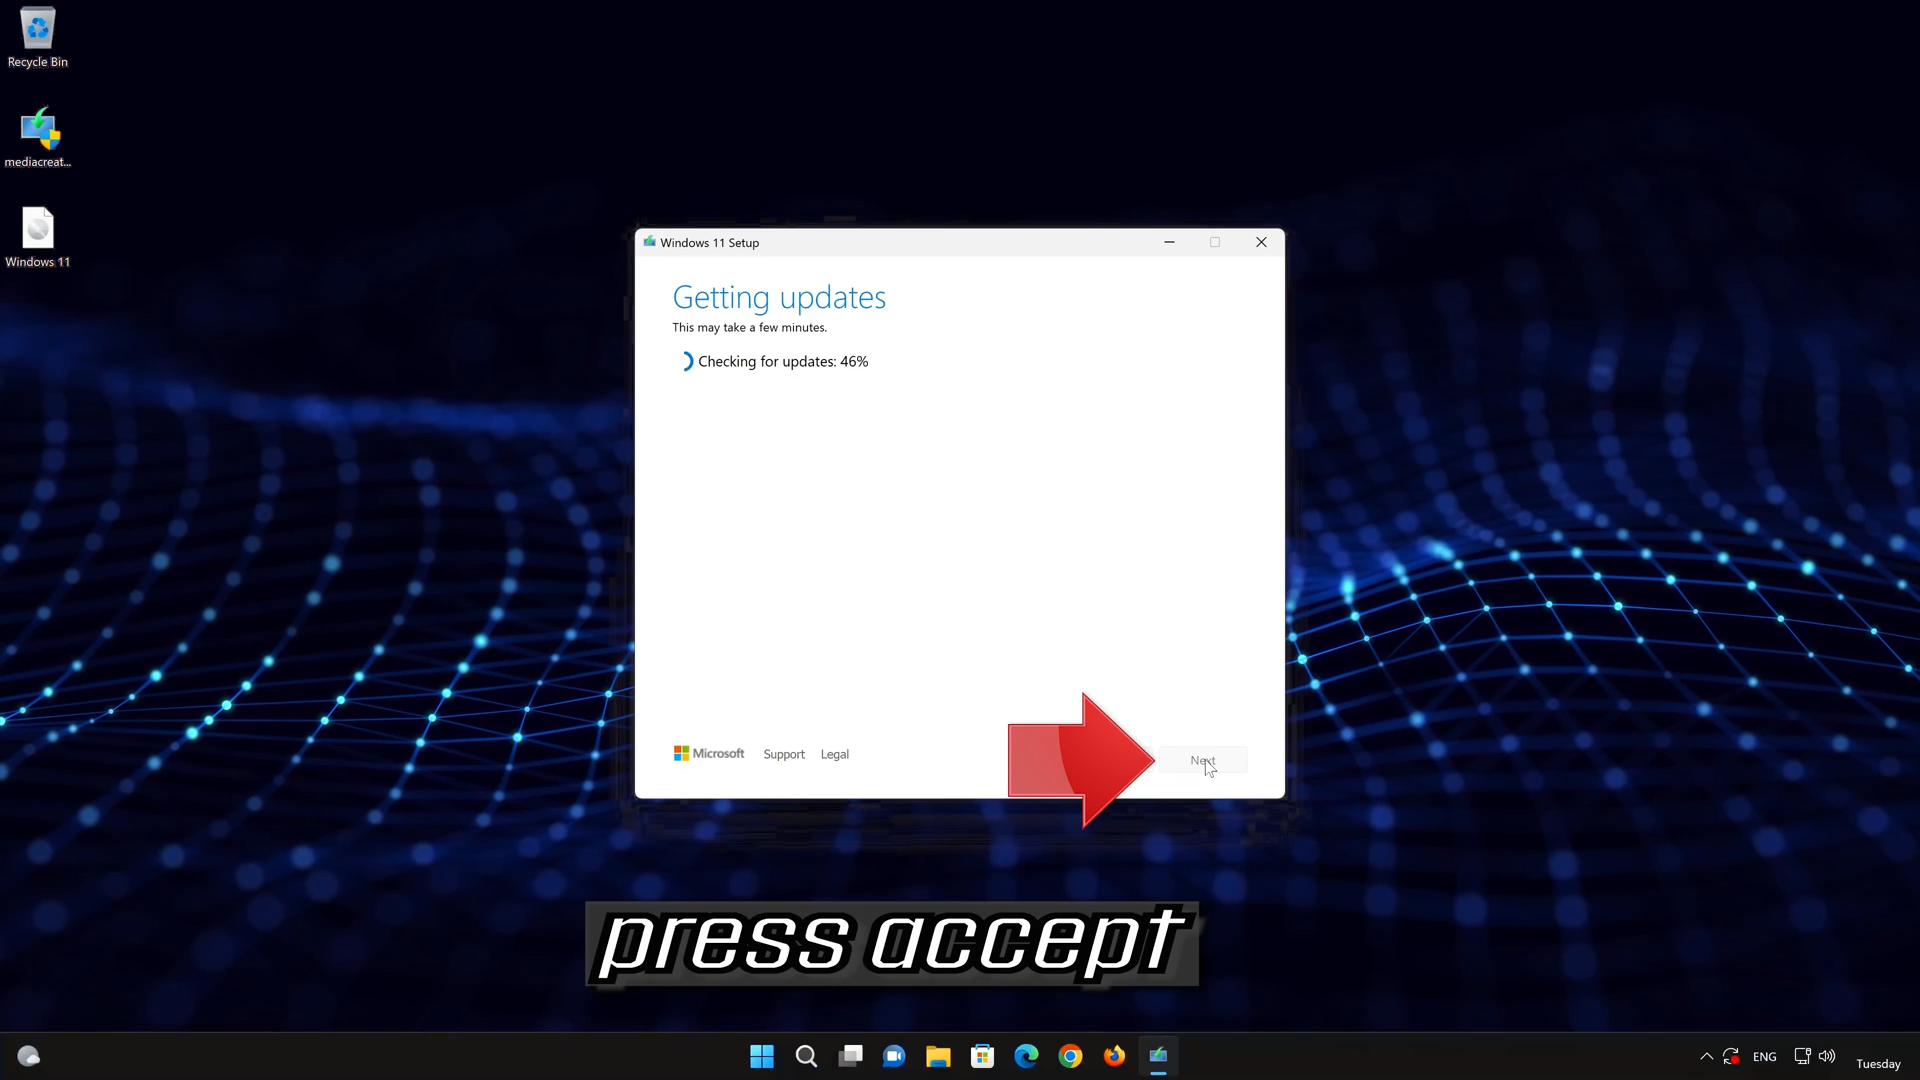 Recycle Bin
mediacreat...
Windows 11
Windows 11 Setup
Getting updates
This may take a few minutes.
Checking for updates: 46%
Microsoft Support Legal
Next
press accept
ENG
Tuesday